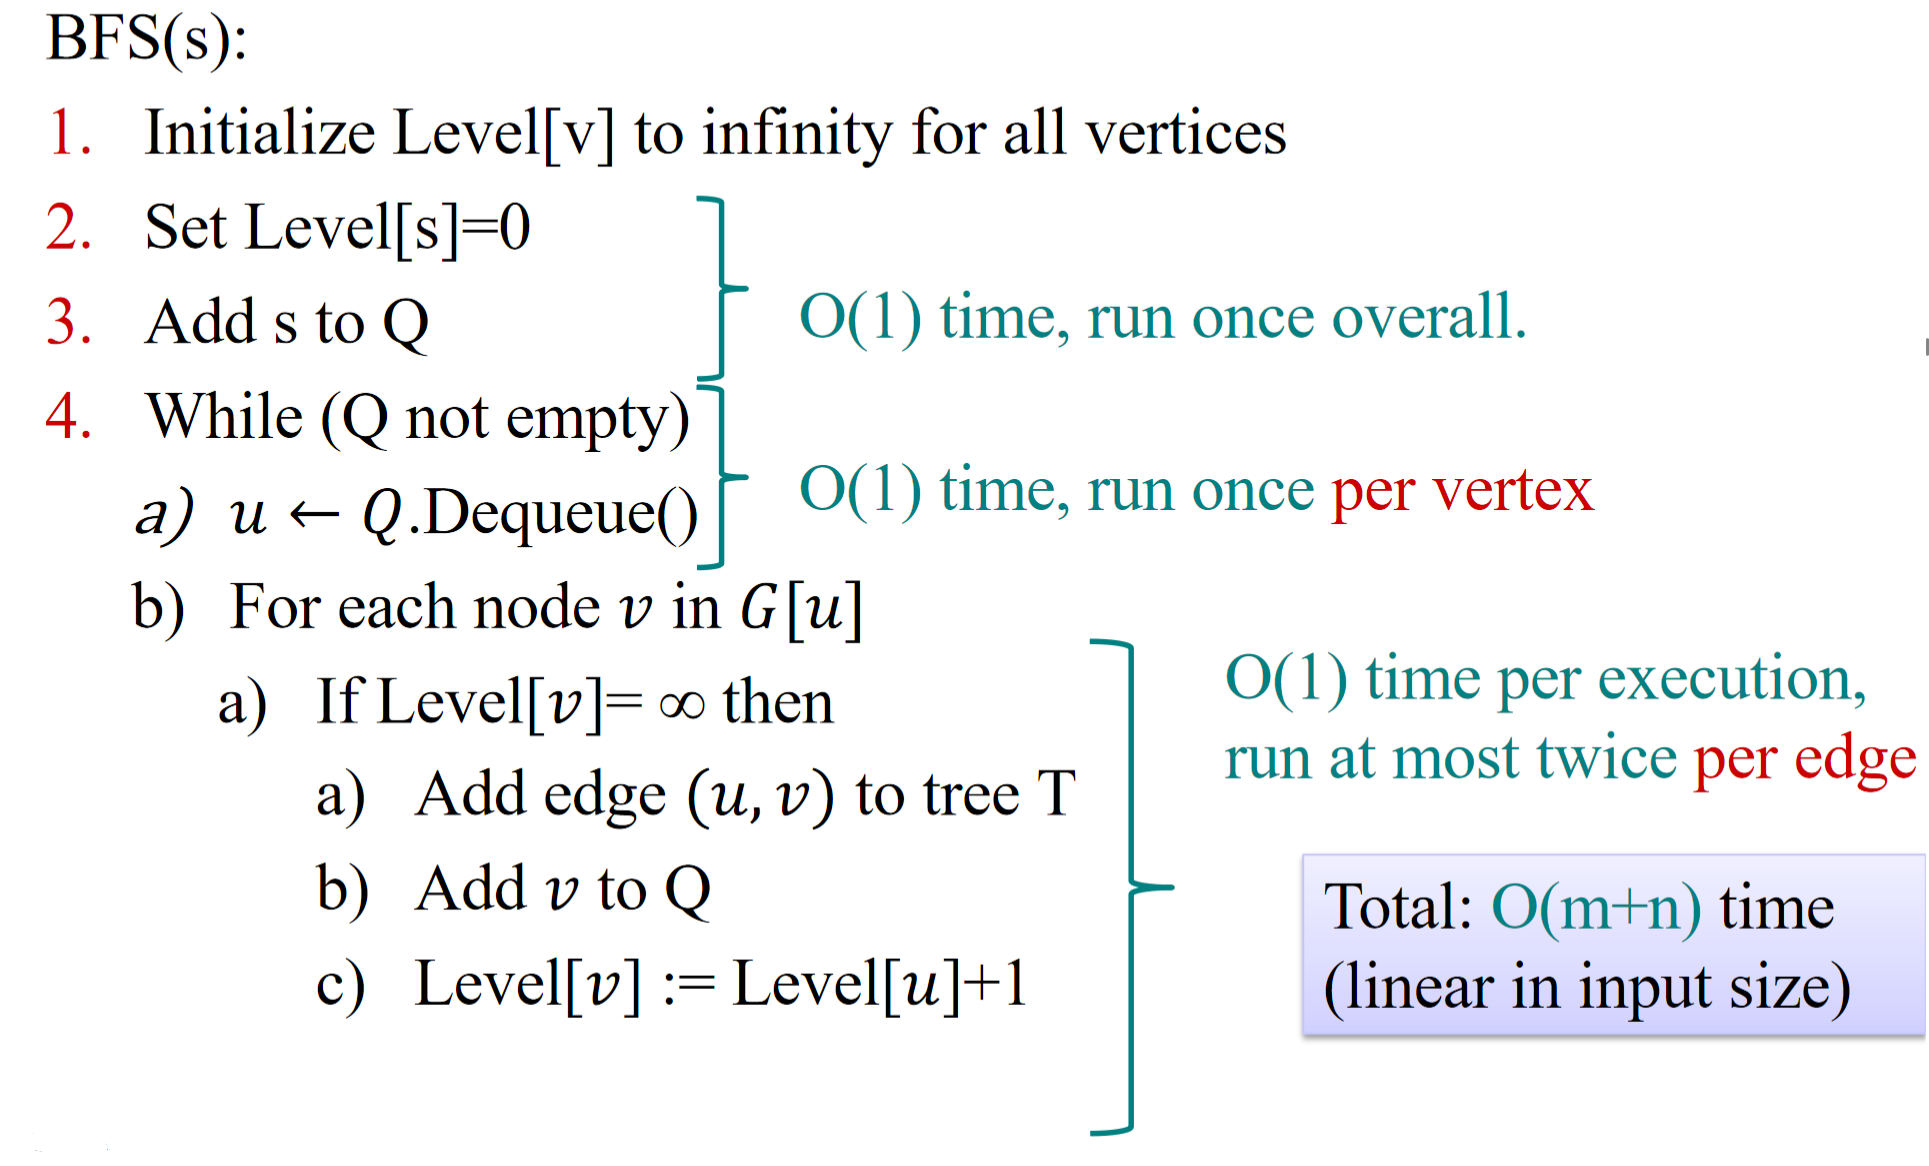 BFS(s):
1. Initialize Level[v] to infinity for all vertices
2. Set Level[s]=0
3. Add s to Q
O(1) time, run once overall.
4. While (Q not empty)
a) u ← Q.Dequeue()
O(1) time, run once per vertex
b) For each node v in G[u]
a) If Level[v]= ∞ then
a) Add edge (u, v) to tree T
b) Add v to Q
c) Level[v] := Level[u]+1
O(1) time per execution,
run at most twice per edge
Total: O(m+n) time
(linear in input size)